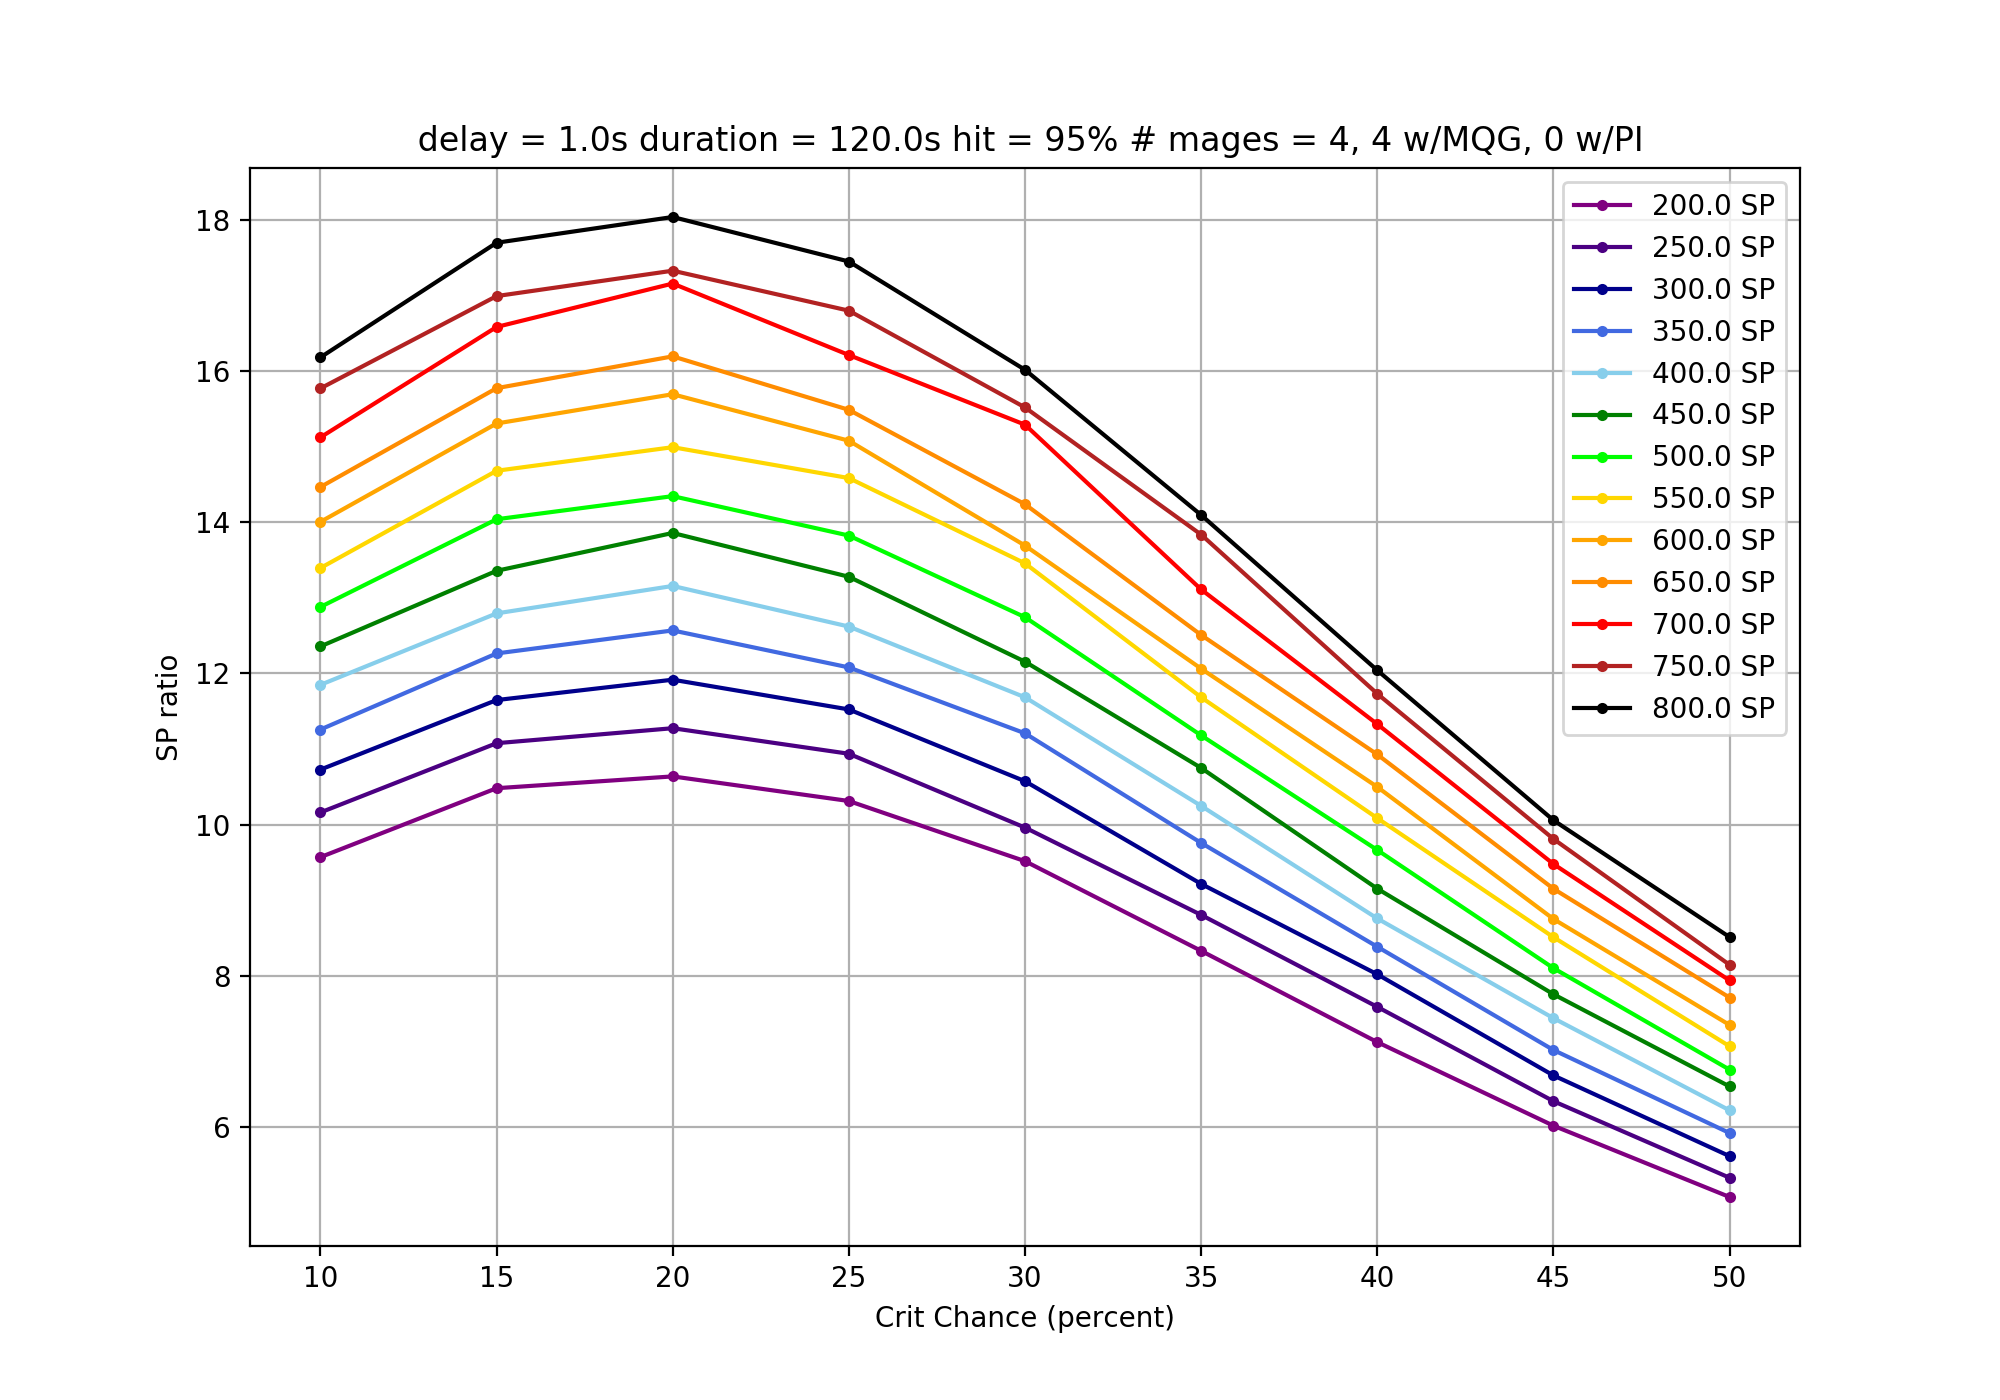 delay = 1.0s duration = 120.0s hit = 95% # mages = 4, 4 w/MQG, 0 w/PI
SP ratio
18
16
14
12
10
8
6
200.0 SP
250.0 SP
300.0 SP
350.0 SP
400.0 SP
450.0 SP
500.0 SP
550.0 SP
600.0 SP
650.0 SP
700.0 SP
750.0 SP
800.0 SP
10 15 20 25 30 35 40 45 50
Crit Chance (percent)